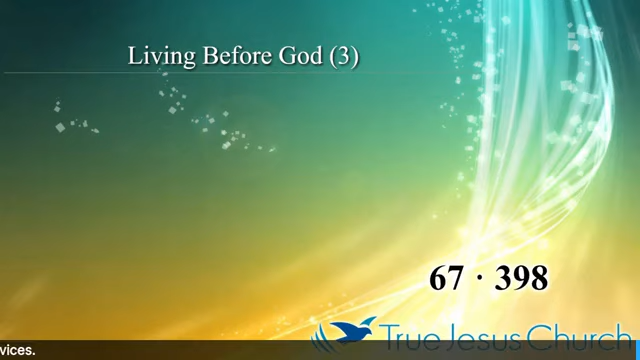 Living Before God (3)
67 · 398
True Jesus Church
vices.